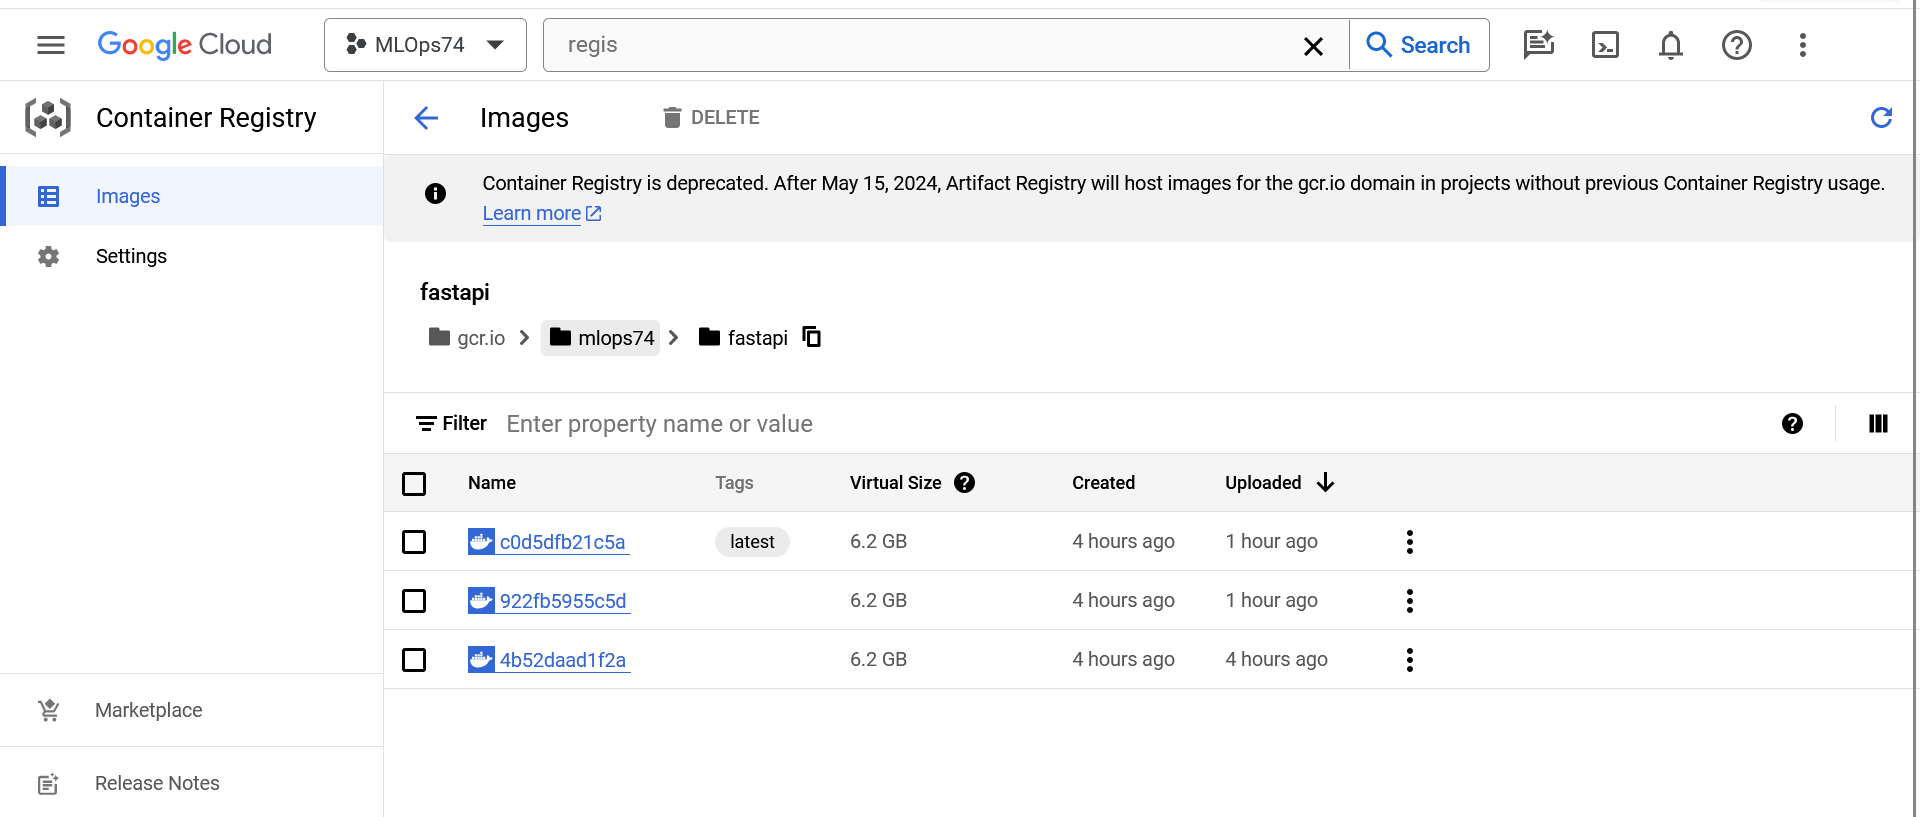 Google Cloud
MLOps74
regis
Search
Container Registry
Images
DELETE
Images
Settings
Container Registry is deprecated. After May 15, 2024, Artifact Registry will host images for the gcr.io domain in projects without previous Container Registry usage.
Learn more
fastapi
gcr.io
mlops74
fastapi
Filter Enter property name or value
Name Tags Virtual Size Created Uploaded
c0d5dfb21c5a latest 6.2 GB 4 hours ago 1 hour ago
922fb5955c5d 6.2 GB 4 hours ago 1 hour ago
4b52daad1f2a 6.2 GB 4 hours ago 4 hours ago
Marketplace
Release Notes